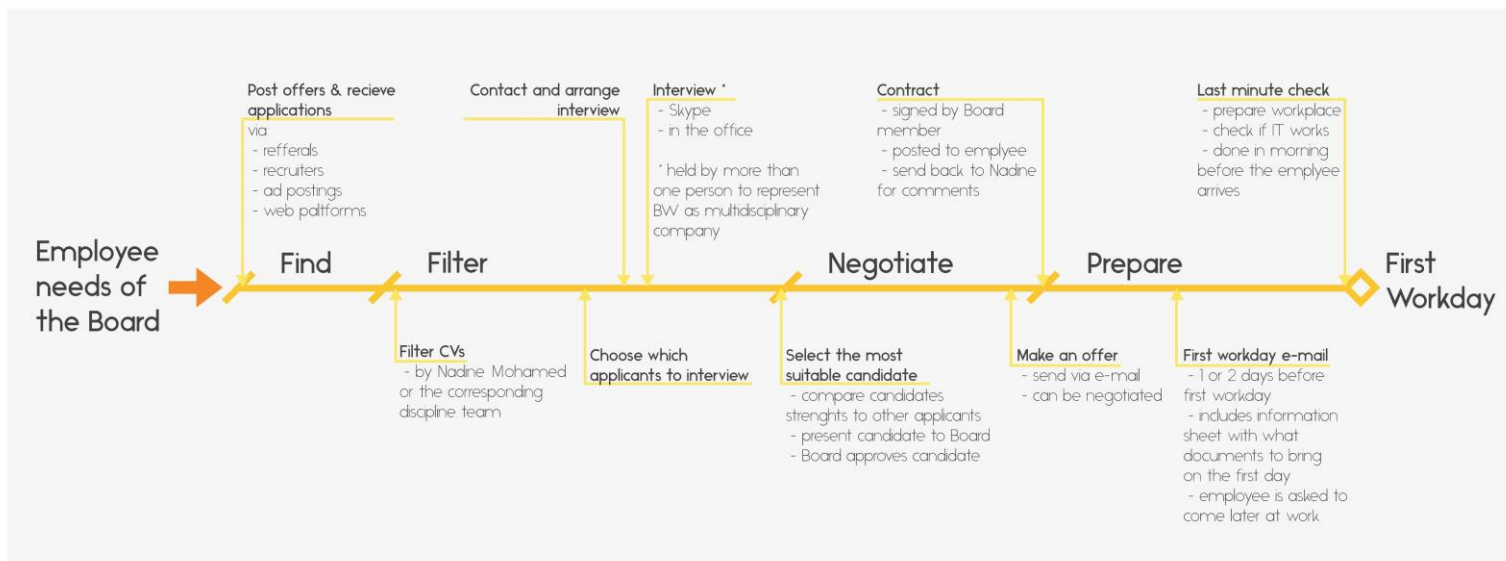 Post offers & recieve
applications
via:
- refferals
- recruiters
- ad postings
- web paltforms
Contact and arrange
interview
Interview *
- Skype
- in the office
* held by more than
one person to represent
BW as multidisciplinary
company
Contract
- signed by Board
member
- posted to emplyee
- send back to Nadine
for comments
Last minute check
- prepare workplace
- check if IT works
- done in morning
before the emplyee
arrives
Employee
needs of
the Board
Find
Filter
Negotiate
Prepare
First
Workday
Filter CVs
- by Nadine Mohamed
or the corresponding
discipline team
Choose which
applicants to interview
Select the most
suitable candidate
- compare candidates
strenghts to other applicants
- present candidate to Board
- Board approves candidate
Make an offer
- send via e-mail
- can be negotiated
First workday e-mail
- 1 or 2 days before
first workday
- includes information
sheet with what
documents to bring
on the first day
- employee is asked to
come later at work